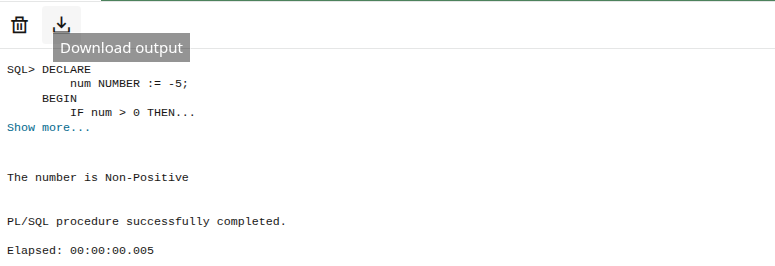 Download output
SQL> DECLARE
num NUMBER := -5;
BEGIN
IF num > 0 THEN...
Show more...
The number is Non-Positive
PL/SQL procedure successfully completed.
Elapsed: 00:00:00.005